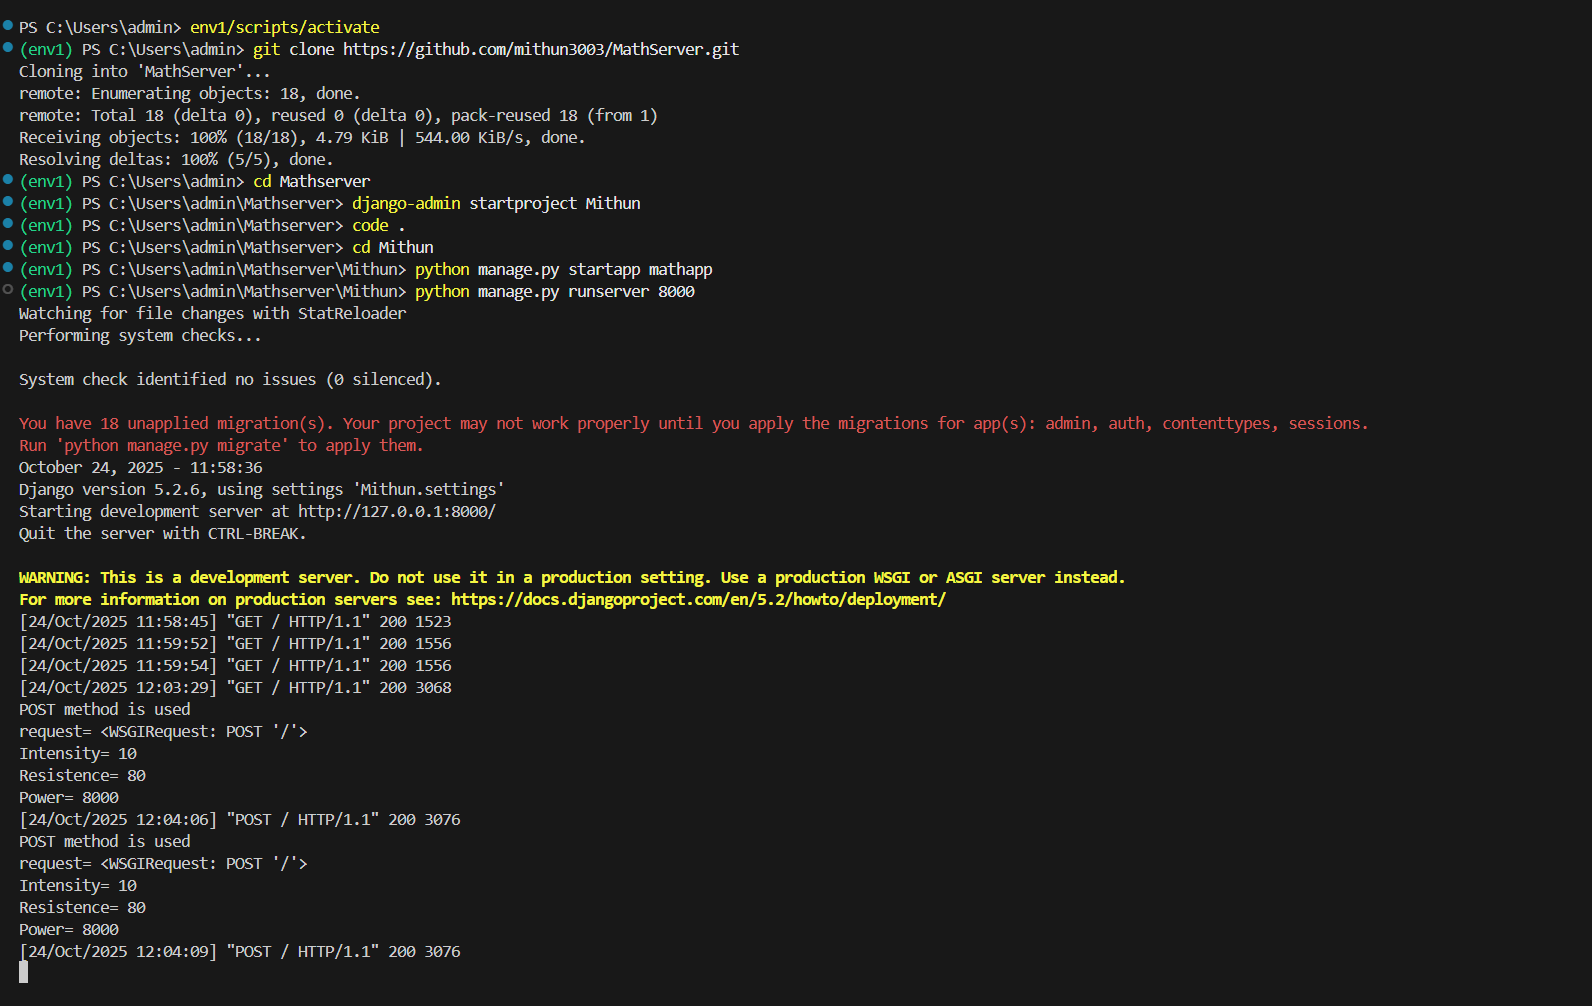 PS C:\Users\admin> env1/scripts/activate
(env1) PS C:\Users\admin> git clone https://github.com/mithun3003/MathServer.git
Cloning into 'MathServer'...
remote: Enumerating objects: 18, done.
remote: Total 18 (delta 0), reused 0 (delta 0), pack-reused 18 (from 1)
Receiving objects: 100% (18/18), 4.79 KiB | 544.00 KiB/s, done.
Resolving deltas: 100% (5/5), done.
(env1) PS C:\Users\admin> cd Mathserver
(env1) PS C:\Users\admin\Mathserver> django-admin startproject Mithun
(env1) PS C:\Users\admin\Mathserver> code .
(env1) PS C:\Users\admin\Mathserver> cd Mithun
(env1) PS C:\Users\admin\Mathserver\Mithun> python manage.py startapp mathapp
(env1) PS C:\Users\admin\Mathserver\Mithun> python manage.py runserver 8000
Watching for file changes with StatReloader
Performing system checks...
System check identified no issues (0 silenced).
You have 18 unapplied migration(s). Your project may not work properly until you apply the migrations for app(s): admin, auth, contenttypes, sessions.
Run 'python manage.py migrate' to apply them.
October 24, 2025 - 11:58:36
Django version 5.2.6, using settings 'Mithun.settings'
Starting development server at http://127.0.0.1:8000/
Quit the server with CTRL-BREAK.
WARNING: This is a development server. Do not use it in a production setting. Use a production WSGI or ASGI server instead.
For more information on production servers see: https://docs.djangoproject.com/en/5.2/howto/deployment/
[24/Oct/2025 11:58:45] "GET / HTTP/1.1" 200 1523
[24/Oct/2025 11:59:52] "GET / HTTP/1.1" 200 1556
[24/Oct/2025 11:59:54] "GET / HTTP/1.1" 200 1556
[24/Oct/2025 12:03:29] "GET / HTTP/1.1" 200 3068
POST method is used
request= <WSGIRequest: POST '/'>
Intensity= 10
Resistence= 80
Power= 8000
[24/Oct/2025 12:04:06] "POST / HTTP/1.1" 200 3076
POST method is used
request= <WSGIRequest: POST '/'>
Intensity= 10
Resistence= 80
Power= 8000
[24/Oct/2025 12:04:09] "POST / HTTP/1.1" 200 3076